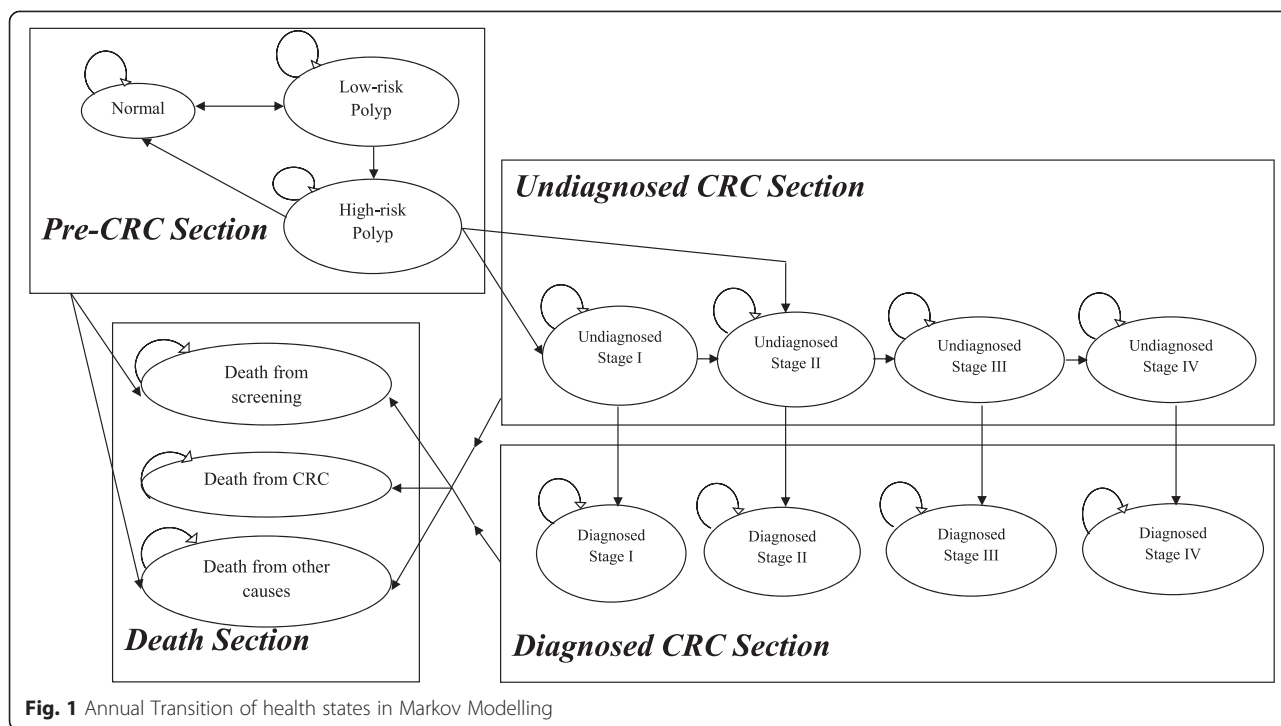 Normal
Low-risk
Polyp
High-risk
Polyp
Pre-CRC Section
Undiagnosed CRC Section
Undiagnosed
Stage I
Undiagnosed
Stage II
Undiagnosed
Stage III
Undiagnosed
Stage IV
Death from
screening
Death from CRC
Death from other
causes
Death Section
Diagnosed
Stage I
Diagnosed
Stage II
Diagnosed
Stage III
Diagnosed
Stage IV
Diagnosed CRC Section
Fig. 1 Annual Transition of health states in Markov Modelling